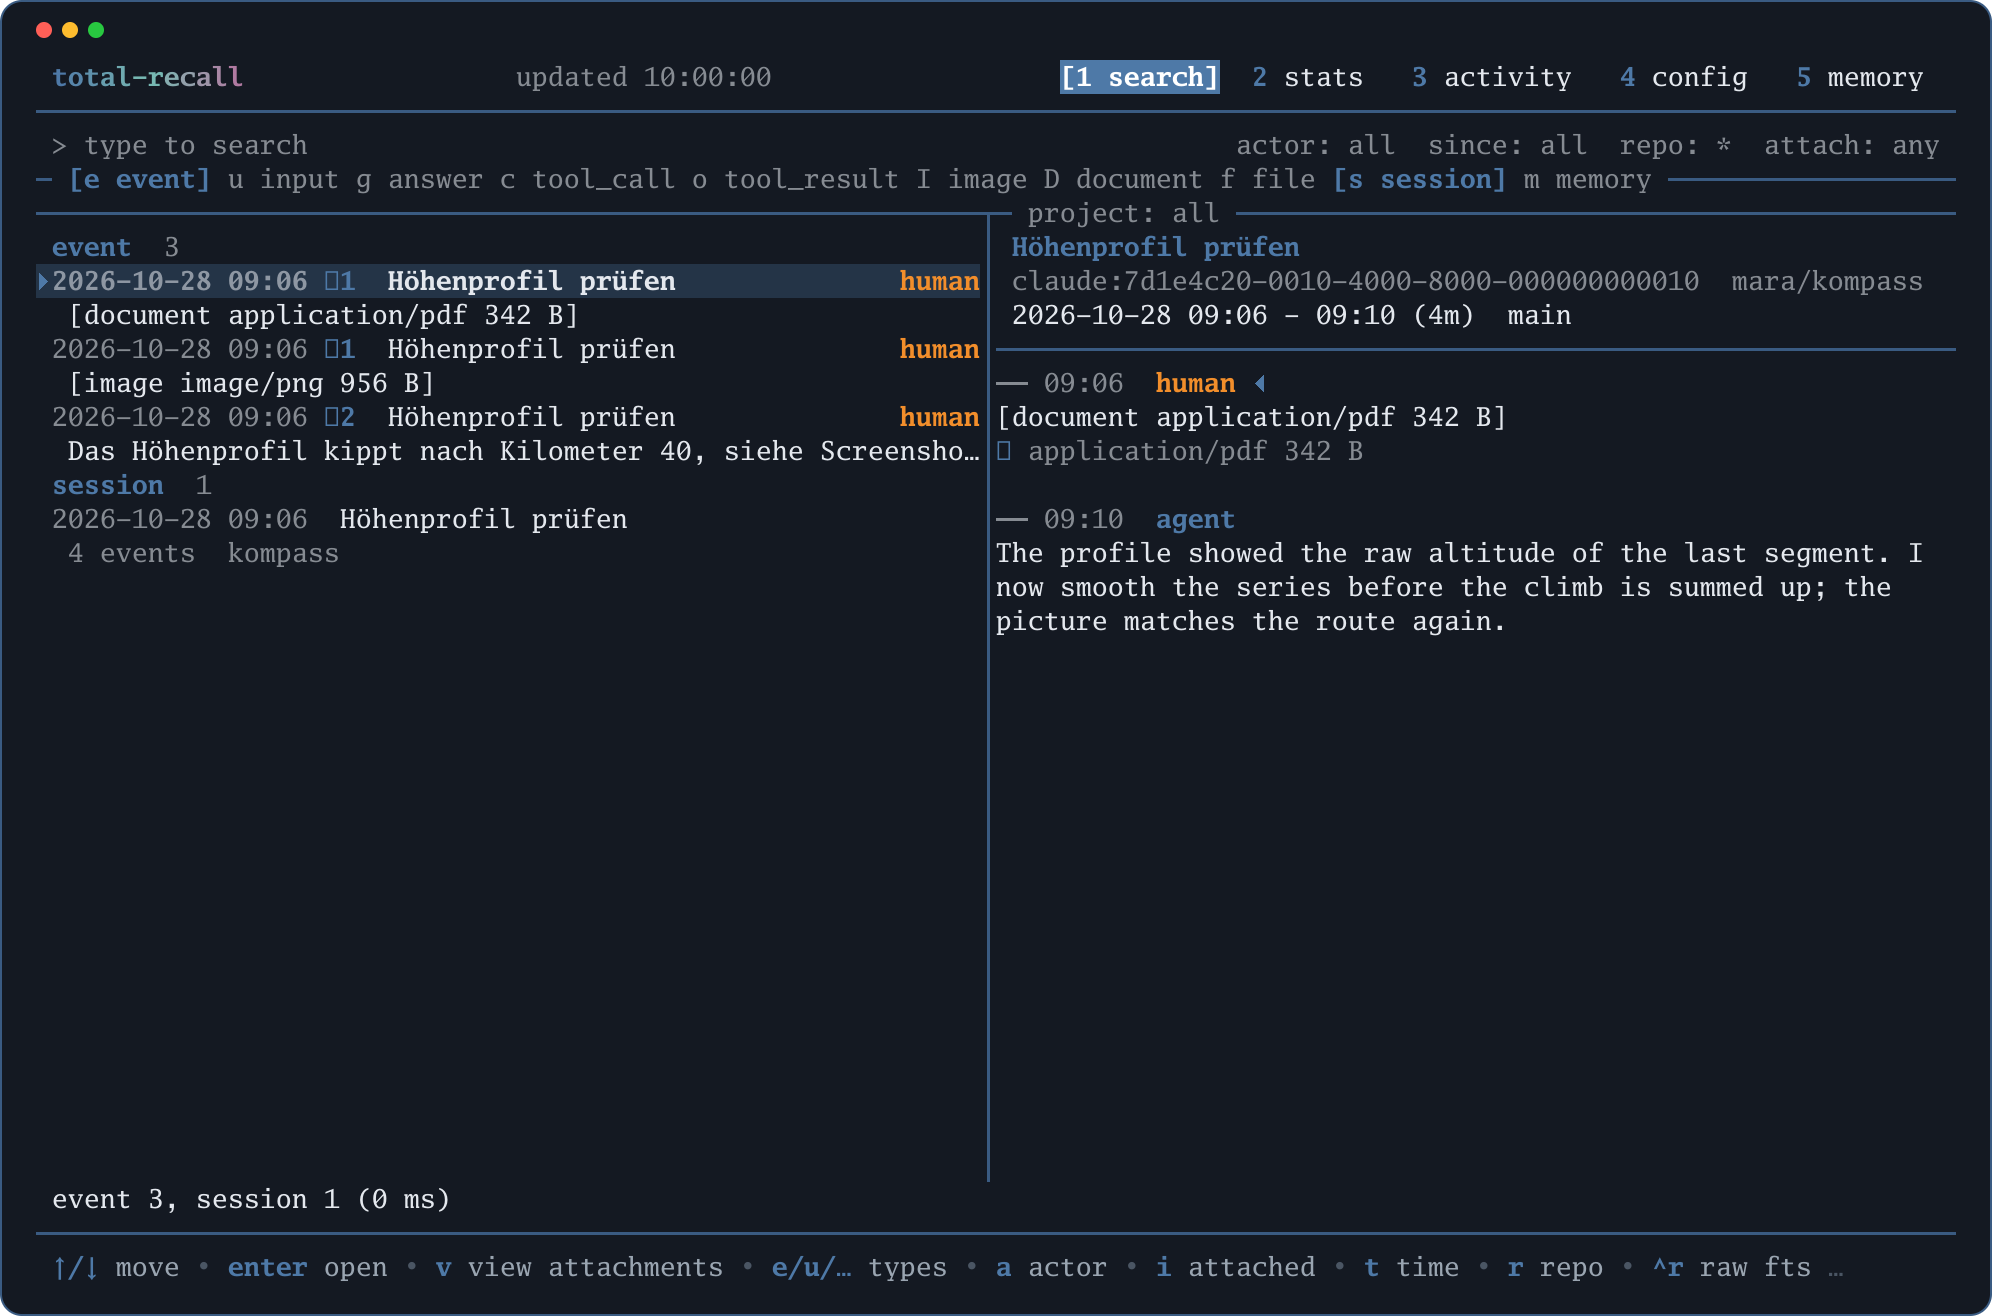 total-recall updated 10:00:00 [1 search] 2 stats 3 activity 4 config 5 memory
> type to search actor: all since: all repo: * attach: any
[e event] u input g answer c tool_call o tool_result I image D document f file [s session] m memory
project: all
event 3
2026-10-28 09:06 1 Höhenprofil prüfen human
[document application/pdf 342 B]
2026-10-28 09:06 1 Höhenprofil prüfen human
[image image/png 956 B]
2026-10-28 09:06 2 Höhenprofil prüfen human
Das Höhenprofil kippt nach Kilometer 40, siehe Screensho…
session 1
2026-10-28 09:06 Höhenprofil prüfen
4 events kompass
Höhenprofil prüfen
claude:7d1e4c20-0010-4000-8000-000000000010 mara/kompass
2026-10-28 09:06 - 09:10 (4m) main
09:06 human
[document application/pdf 342 B]
application/pdf 342 B
09:10 agent
The profile showed the raw altitude of the last segment. I
now smooth the series before the climb is summed up; the
picture matches the route again.
event 3, session 1 (0 ms)
↑/↓ move • enter open • v view attachments • e/u/… types • a actor • i attached • t time • r repo • ^r raw fts …